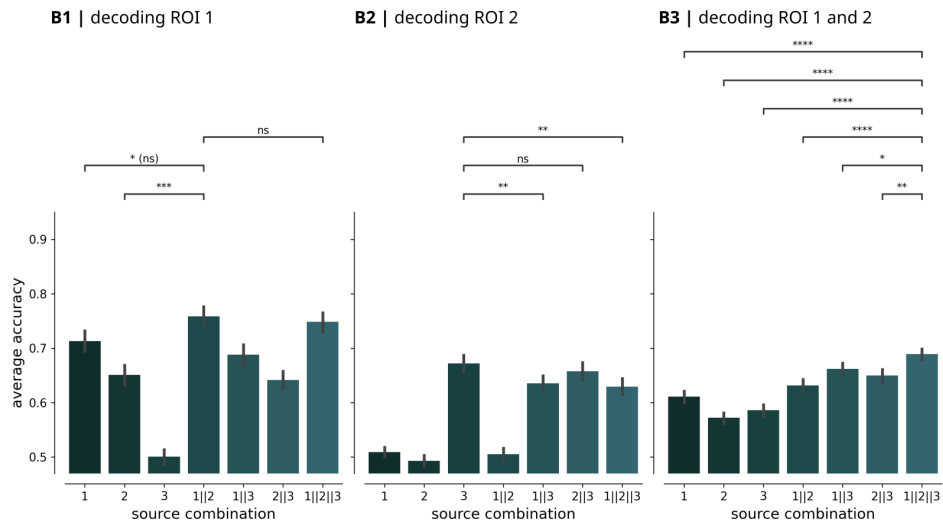 B1 | decoding ROI 1
B2 | decoding ROI 2
B3 | decoding ROI 1 and 2
ns
* (ns)
***
**
ns
**
****
****
****
****
*
**
average accuracy
0.9
0.8
0.7
0.6
0.5
1 2 3 1||2 1||3 2||3 1||2||3
source combination
1 2 3 1||2 1||3 2||3 1||2||3
source combination
1 2 3 1||2 1||3 2||3 1||2||3
source combination